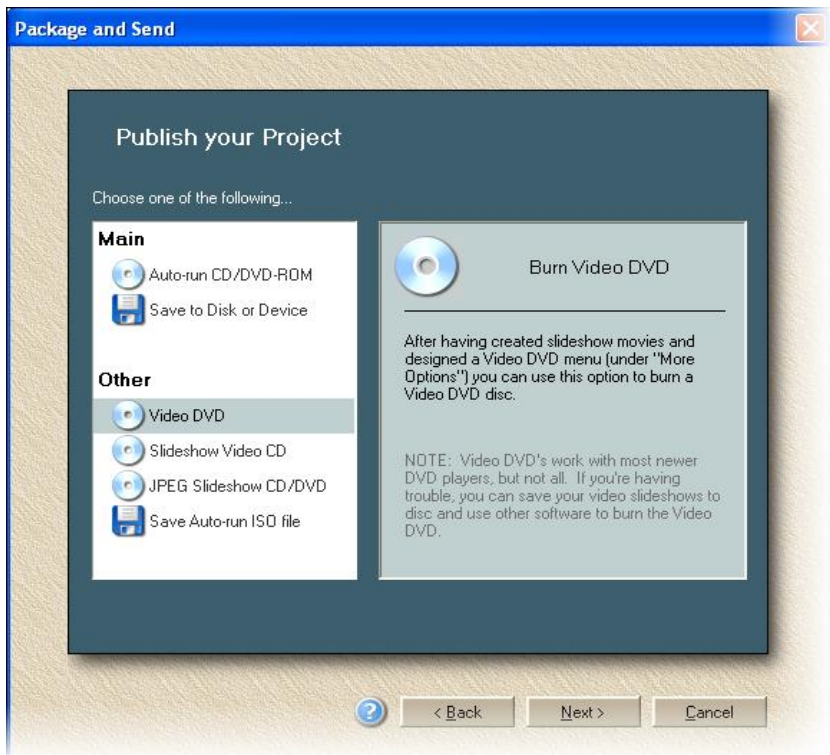 Package and Send
Publish your Project
Choose one of the following...
Main
Auto-run CD/DVD-ROM
Save to Disk or Device
Other
Video DVD
Slideshow Video CD
JPEG Slideshow CD/DVD
Save Auto-run ISO file
Burn Video DVD
After having created slideshow movies and
designed a Video DVD menu (under "More
Options") you can use this option to burn a
Video DVD disc.
NOTE: Video DVD's work with most newer
DVD players, but not all. If you're having
trouble, you can save your video slideshows to
disc and use other software to burn the Video
DVD.
?
< Back
Next >
Cancel